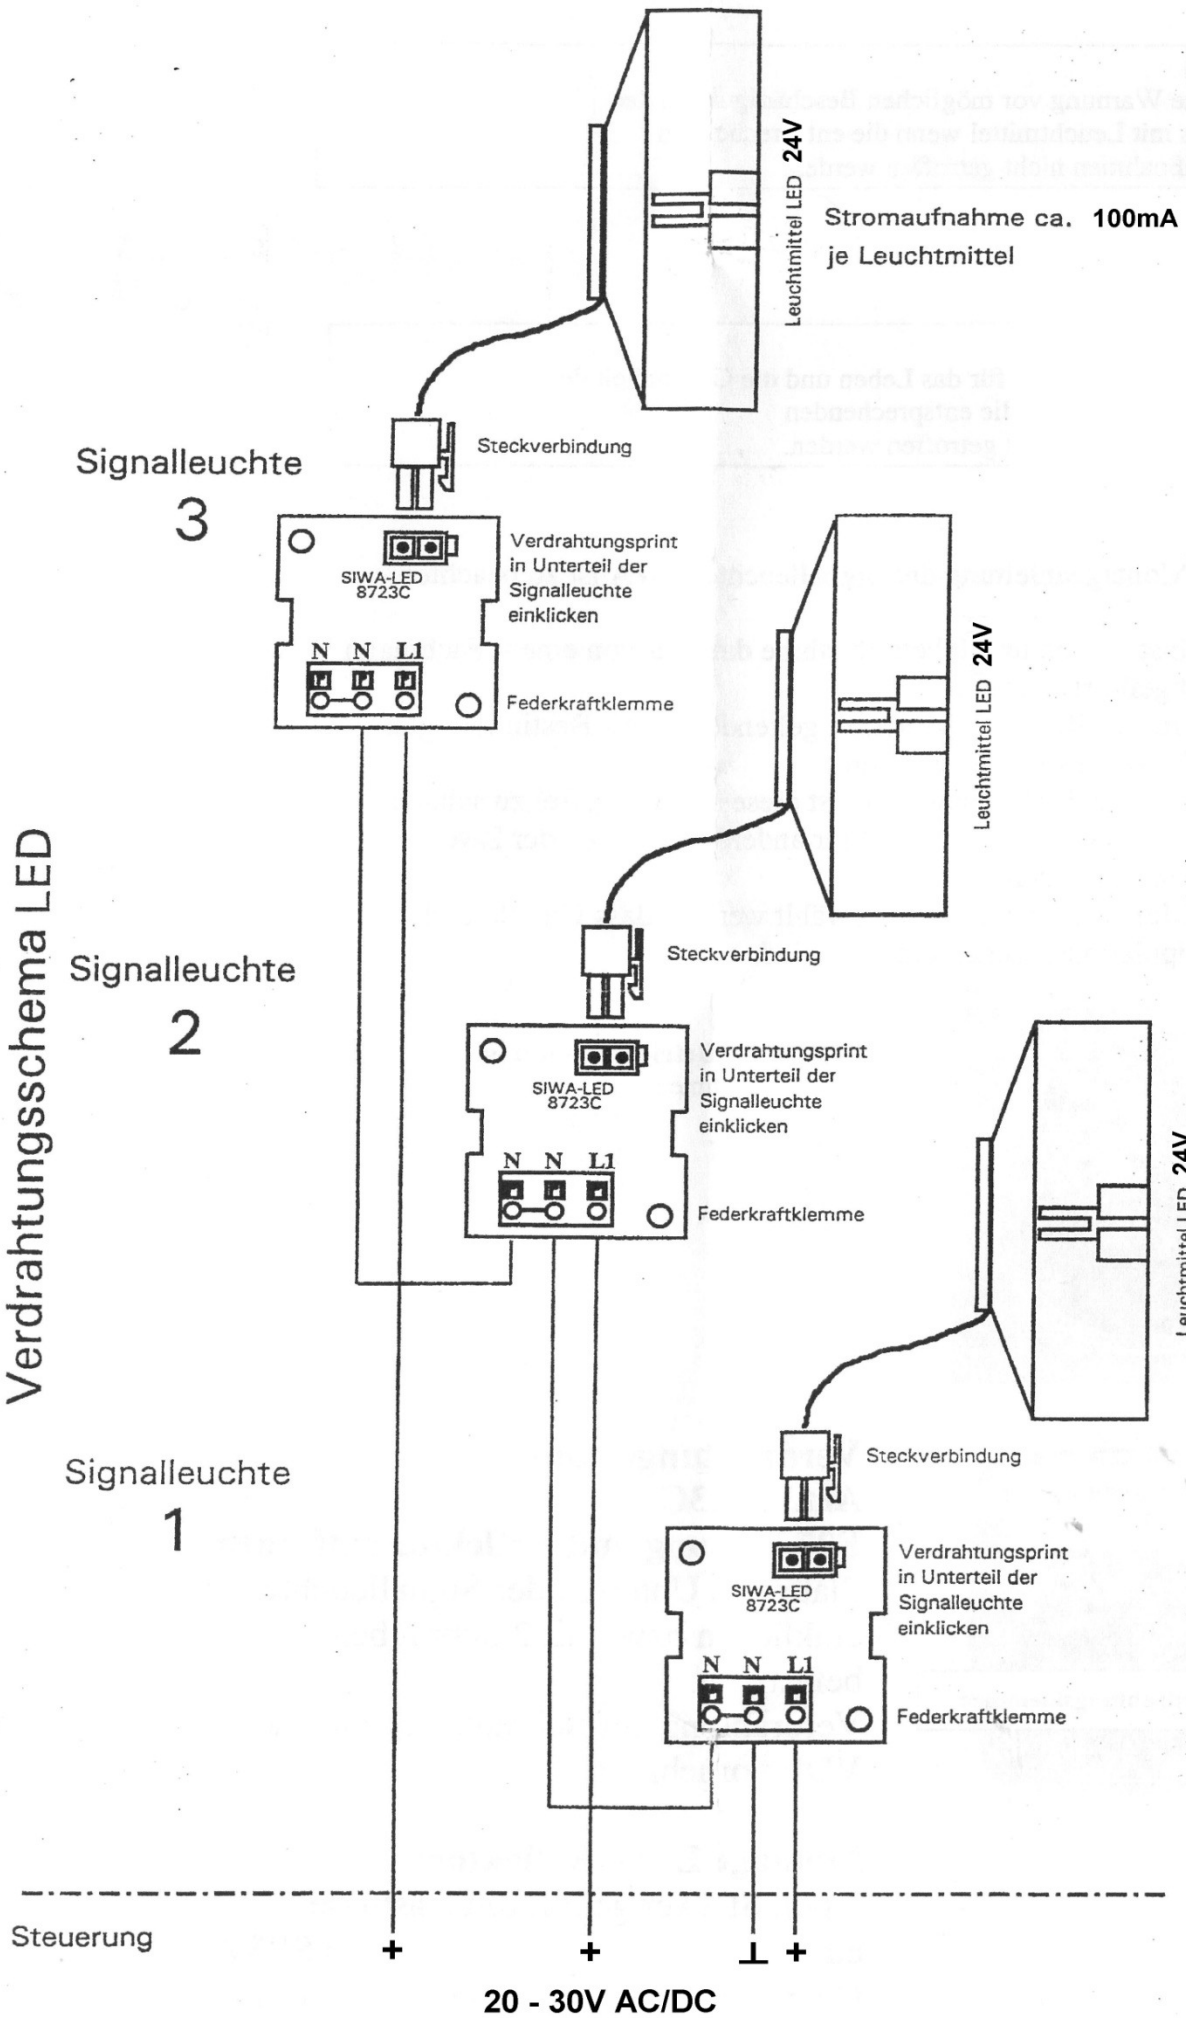 Leuchtmittel LED 24V
Stromaufnahme ca. 100mA
je Leuchtmittel
Signalleuchte
3
Steckverbindung
SIWA-LED
8723C
Verdrahtungsprint
in Unterteil der
Signalleuchte
einklicken
N N L1
Federkraftklemme
Leuchtmittel LED 24V
Verdrahtungsschema LED
Signalleuchte
2
Steckverbindung
SIWA-LED
8723C
Verdrahtungsprint
in Unterteil der
Signalleuchte
einklicken
N N L1
Federkraftklemme
Leuchtmittel LED 24V
Signalleuchte
1
Steckverbindung
SIWA-LED
8723C
Verdrahtungsprint
in Unterteil der
Signalleuchte
einklicken
N N L1
Federkraftklemme
Steuerung
+ + ⊥ +
20 - 30V AC/DC